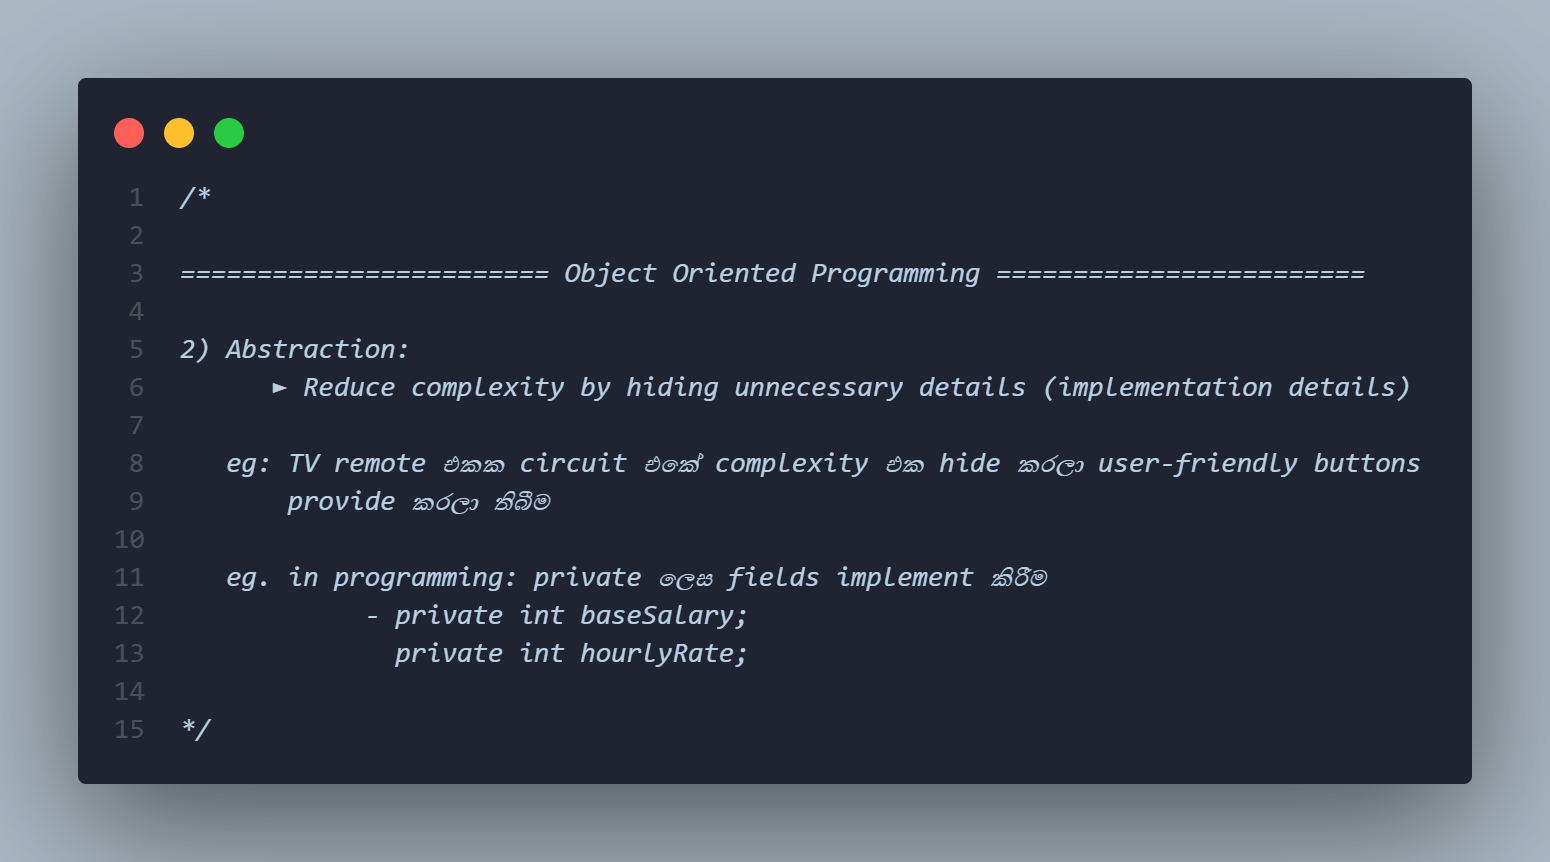 1 /*
2
3 ======================== Object Oriented Programming ========================
4
5 2) Abstraction:
6 ► Reduce complexity by hiding unnecessary details (implementation details)
7
8 eg: TV remote එකක circuit එකේ complexity එක hide කරලා user-friendly buttons
9 provide කරලා තිබීම
10
11 eg. in programming: private ලෙස fields implement කිරීම
12 - private int baseSalary;
13 private int hourlyRate;
14
15 */